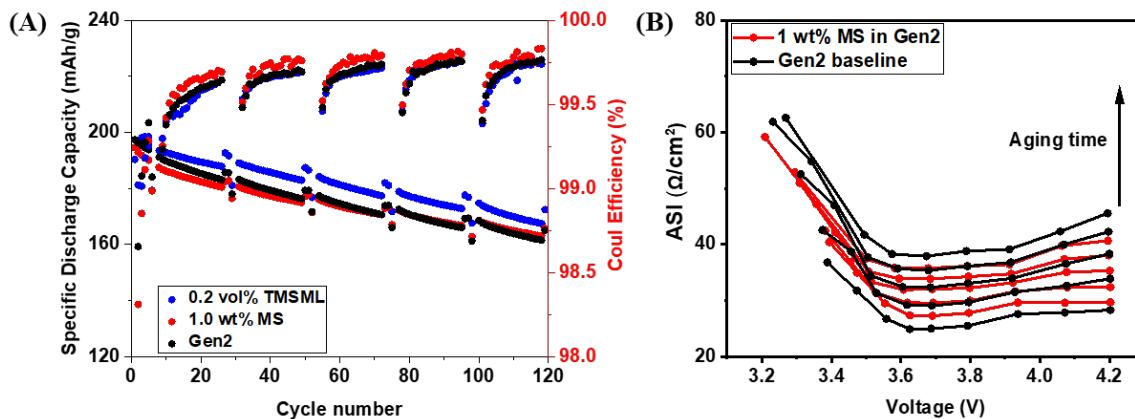 (A)
Specific Discharge Capacity (mAh/g)
240
200
160
120
0 20 40 60 80 100 120
Cycle number
100.0
99.5
99.0
98.5
98.0
Coul Efficiency (%)
0.2 vol% TMSML
1.0 wt% MS
Gen2
(B)
ASI (Ω/cm²)
80
60
40
20
3.2 3.4 3.6 3.8 4.0 4.2
Voltage (V)
1 wt% MS in Gen2
Gen2 baseline
Aging time